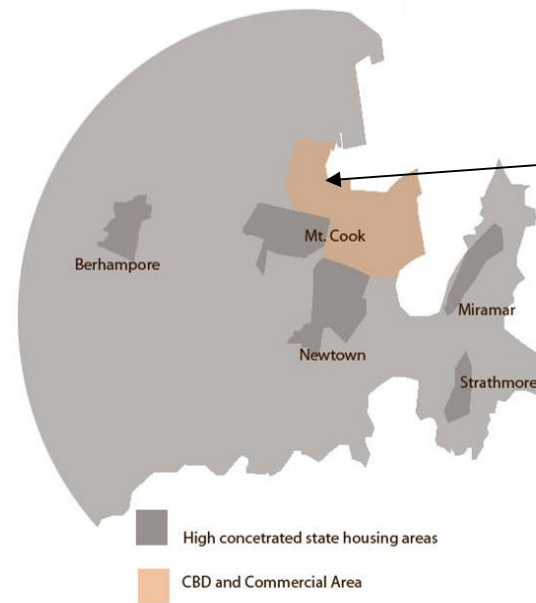 Mt. Cook
Berhampore
Miramar
Newtown
Strathmore
High concetrated state housing areas
CBD and Commercial Area